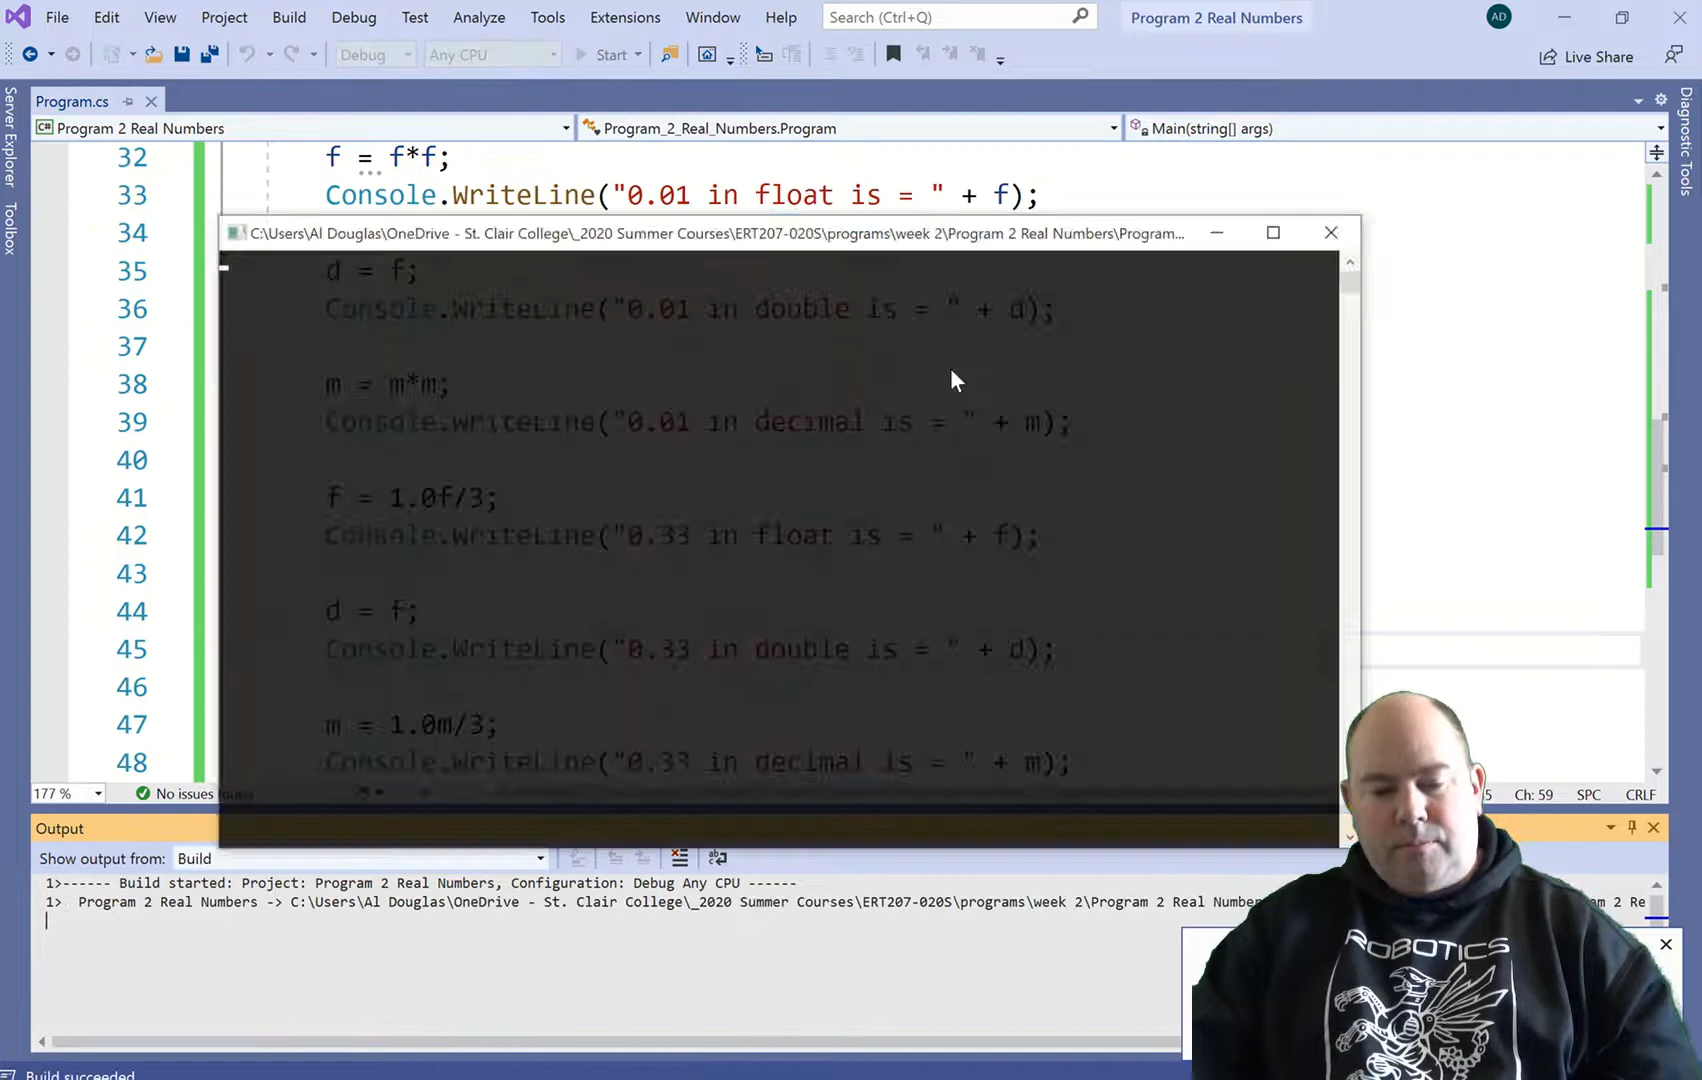 File Edit View Project Build Debug Test Analyze Tools Extensions Window Help Search (Ctrl+Q) Program 2 Real Numbers AD
Debug Any CPU Start Live Share
Program.cs
C# Program 2 Real Numbers Program_2_Real_Numbers.Program Main(string[] args)
Server Explorer
Toolbox
Diagnostic Tools
32 f = f*f;
33 Console.WriteLine("0.01 in float is = " + f);
34
C:\Users\Al Douglas\OneDrive - St. Clair College\_2020 Summer Courses\ERT207-020S\programs\week 2\Program 2 Real Numbers\Program...
35 d = f;
36 Console.WriteLine("0.01 in double is = " + d);
37
38 m = m*m;
39 Console.WriteLine("0.01 in decimal is = " + m);
40
41 f = 1.0f/3;
42 Console.WriteLine("0.33 in float is = " + f);
43
44 d = f;
45 Console.WriteLine("0.33 in double is = " + d);
46
47 m = 1.0m/3;
48 Console.WriteLine("0.33 in decimal is = " + m);
177 % No issues Ch: 59 SPC CRLF
Output
Show output from: Build
1>------ Build started: Project: Program 2 Real Numbers, Configuration: Debug Any CPU ------
1> Program 2 Real Numbers -> C:\Users\Al Douglas\OneDrive - St. Clair College\_2020 Summer Courses\ERT207-020S\programs\week 2\Program 2 Real Number 2 Re
ROBOTICS
Build succeeded